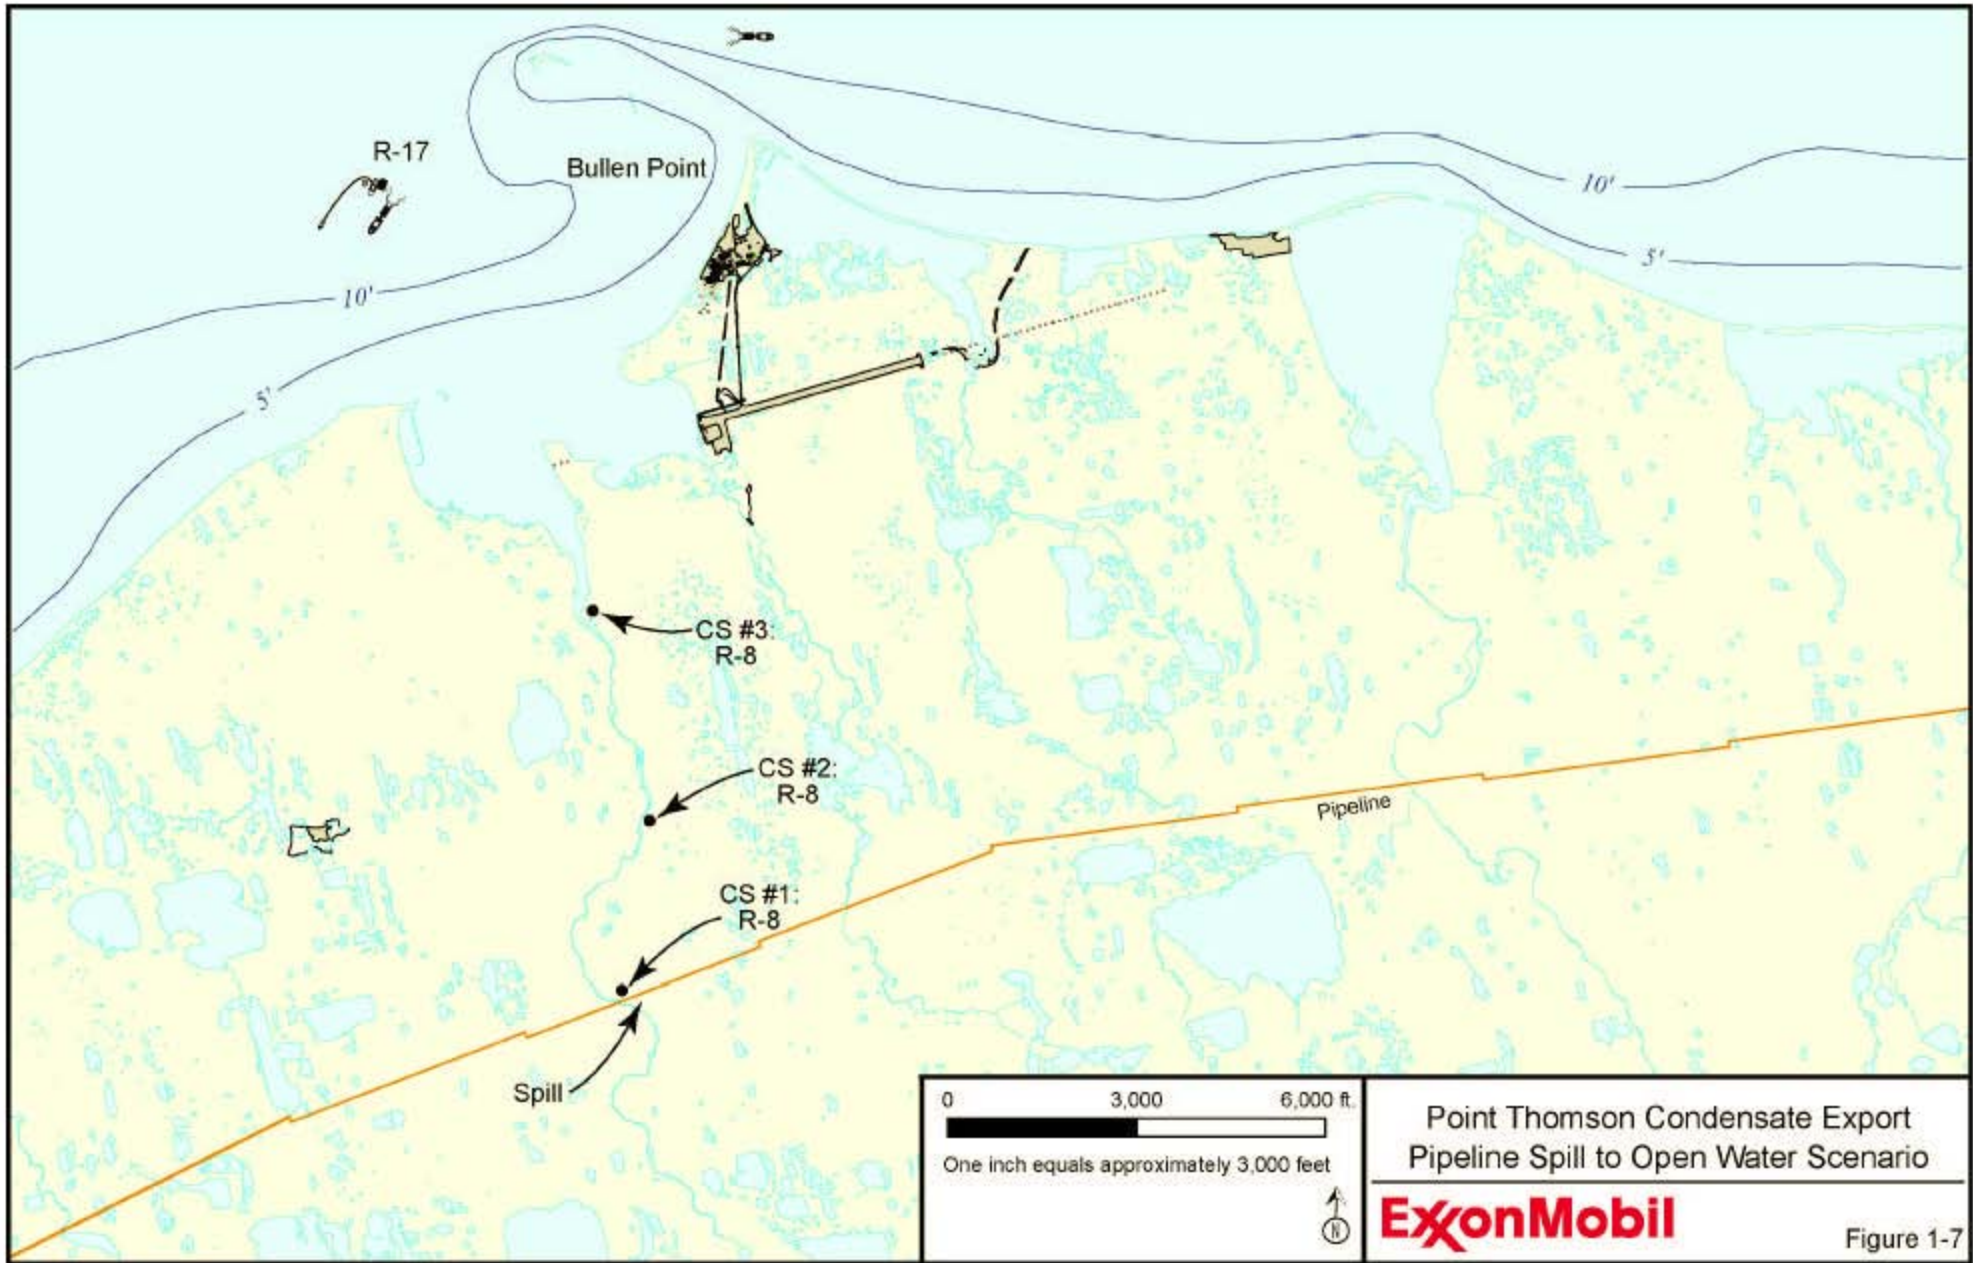 R-17
Bullen Point
10'
10'
5'
5'
CS #3:
R-8
CS #2:
R-8
Pipeline
CS #1:
R-8
Spill
0 3,000 6,000 ft.
One inch equals approximately 3,000 feet
N
Point Thomson Condensate Export
Pipeline Spill to Open Water Scenario
ExxonMobil
Figure 1-7